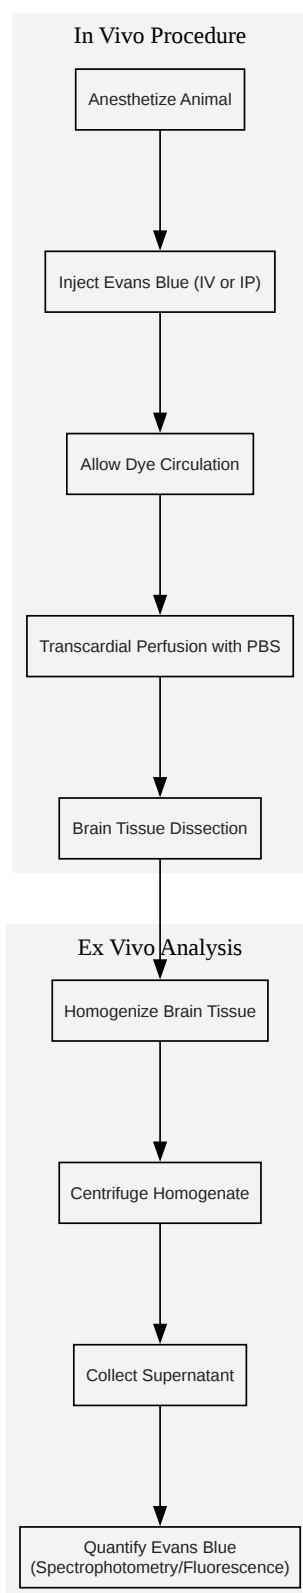 In Vivo Procedure
Anesthetize Animal
Inject Evans Blue (IV or IP)
Allow Dye Circulation
Transcardial Perfusion with PBS
Brain Tissue Dissection
Ex Vivo Analysis
Homogenize Brain Tissue
Centrifuge Homogenate
Collect Supernatant
Quantify Evans Blue
(Spectrophotometry/Fluorescence)